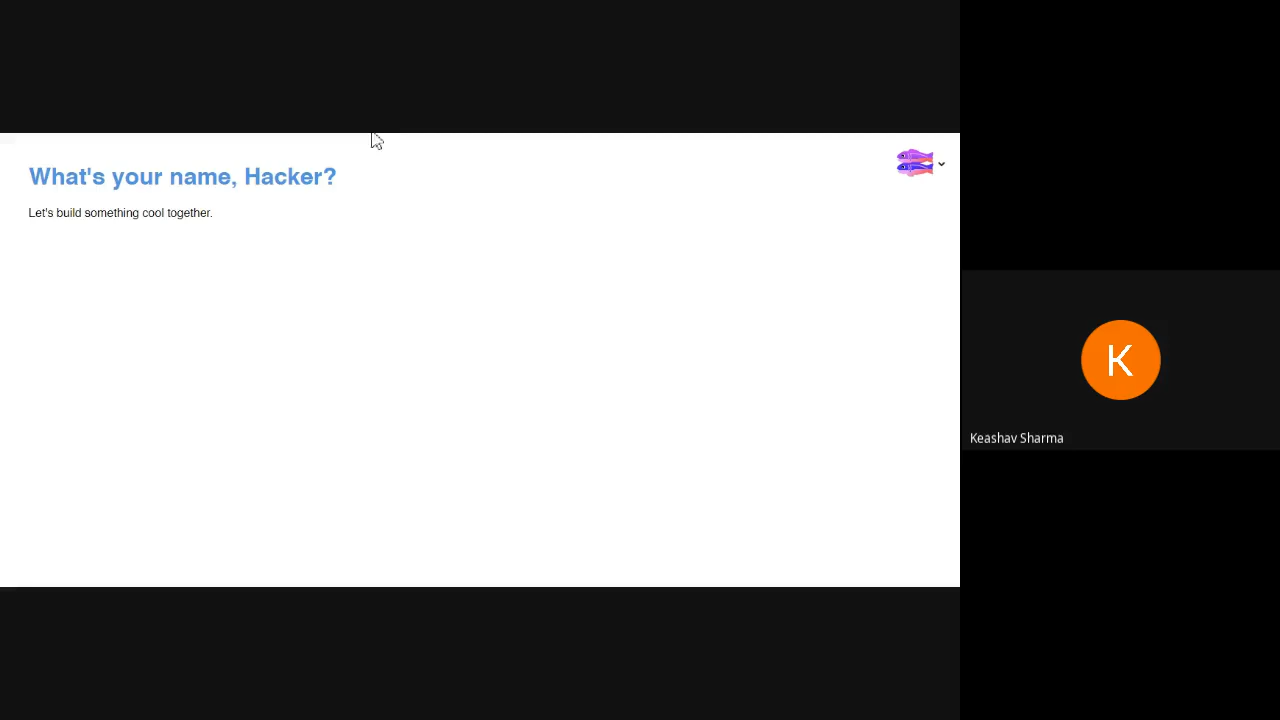 What's your name, Hacker?
Let's build something cool together.
K
Keashav Sharma